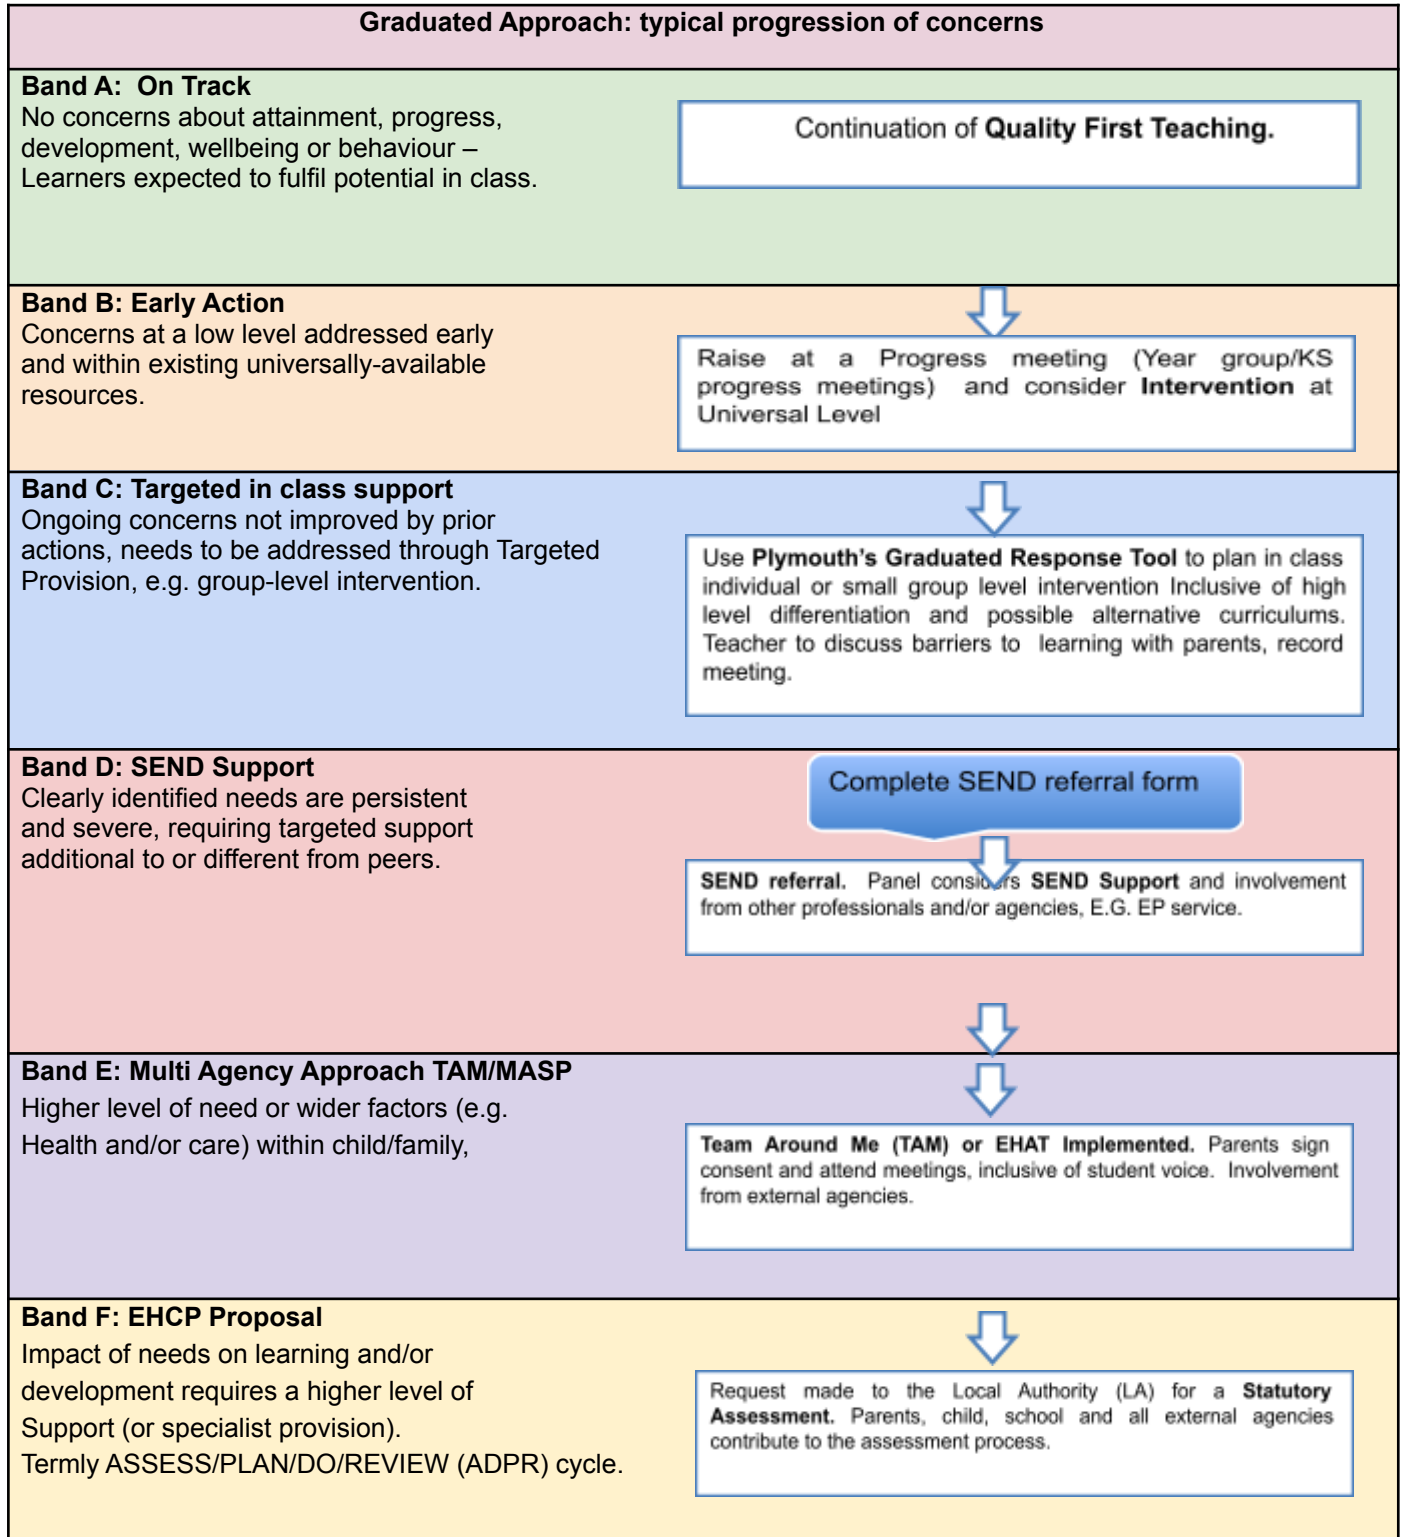 Graduated Approach: typical progression of concerns
Band A:  On Track
No concerns about attainment, progress,
development, wellbeing or behaviour –
Learners expected to fulfil potential in class.
Continuation of Quality First Teaching.
Band B: Early Action
Concerns at a low level addressed early
and within existing universally-available
resources.
Raise at a Progress meeting (Year group/KS
progress meetings) and consider Intervention at
Universal Level
Band C: Targeted in class support
Ongoing concerns not improved by prior
actions, needs to be addressed through Targeted
Provision, e.g. group-level intervention.
Use Plymouth's Graduated Response Tool to plan in class
individual or small group level intervention Inclusive of high
level differentiation and possible alternative curriculums.
Teacher to discuss barriers to learning with parents, record
meeting.
Band D: SEND Support
Clearly identified needs are persistent
and severe, requiring targeted support
additional to or different from peers.
Complete SEND referral form
SEND referral. Panel considers SEND Support and involvement
from other professionals and/or agencies, E.G. EP service.
Band E: Multi Agency Approach TAM/MASP
Higher level of need or wider factors (e.g.
Health and/or care) within child/family,
Team Around Me (TAM) or EHAT Implemented. Parents sign
consent and attend meetings, inclusive of student voice. Involvement
from external agencies.
Band F: EHCP Proposal
Impact of needs on learning and/or
development requires a higher level of
Support (or specialist provision).
Termly ASSESS/PLAN/DO/REVIEW (ADPR) cycle.
Request made to the Local Authority (LA) for a Statutory
Assessment. Parents, child, school and all external agencies
contribute to the assessment process.